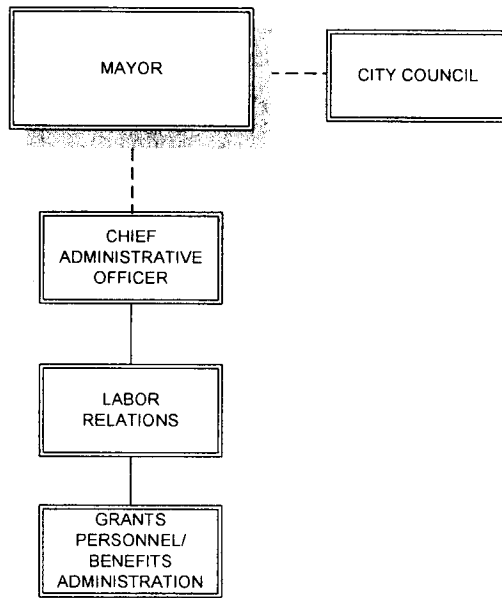 MAYOR
CITY COUNCIL
CHIEF
ADMINISTRATIVE
OFFICER
LABOR
RELATIONS
GRANTS
PERSONNEL/
BENEFITS
ADMINISTRATION